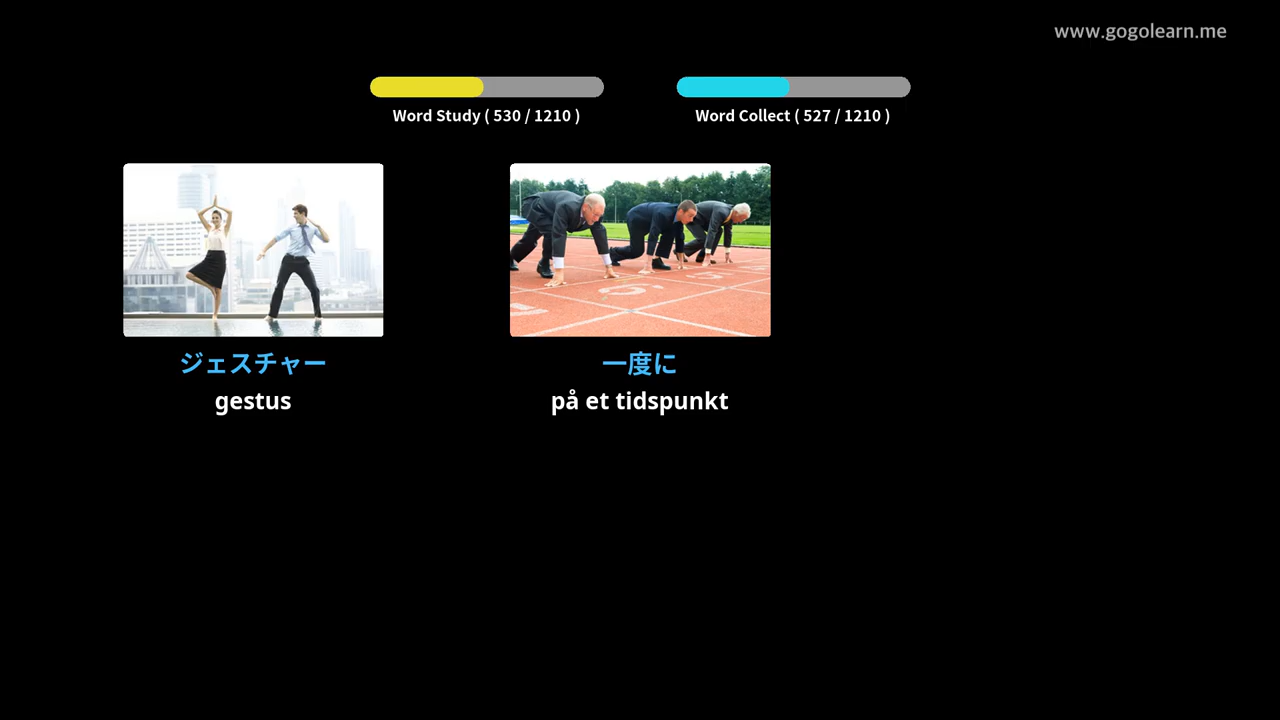 www.gogolearn.me
Word Study ( 530 / 1210 )
Word Collect ( 527 / 1210 )
ジェスチャー
gestus
一度に
på et tidspunkt